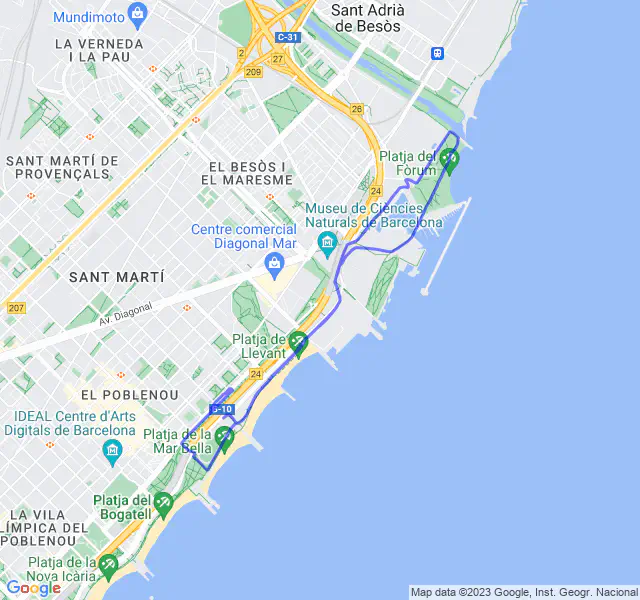 Mundimoto
Sant Adrià
de Besòs
C-31
LA VERNEDA
I LA PAU
2
27
209
26
SANT MARTÍ DE
PROVENÇALS
EL BESÒS I
EL MARESME
Platja del
Fòrum
24
Museu de Ciències
Naturals de Barcelona
Centre comercial
Diagonal Mar
SANT MARTÍ
207
Av. Diagonal
Platja de
Llevant
24
EL POBLENOU
B-10
IDEAL Centre d'Arts
Digitals de Barcelona
Platja de la
Mar Bella
Platja del
Bogatell
LA VILA
LÍMPICA DEL
POBLENOU
Platja de la
Nova Icària
Google
Map data ©2023 Google, Inst. Geogr. Nacional